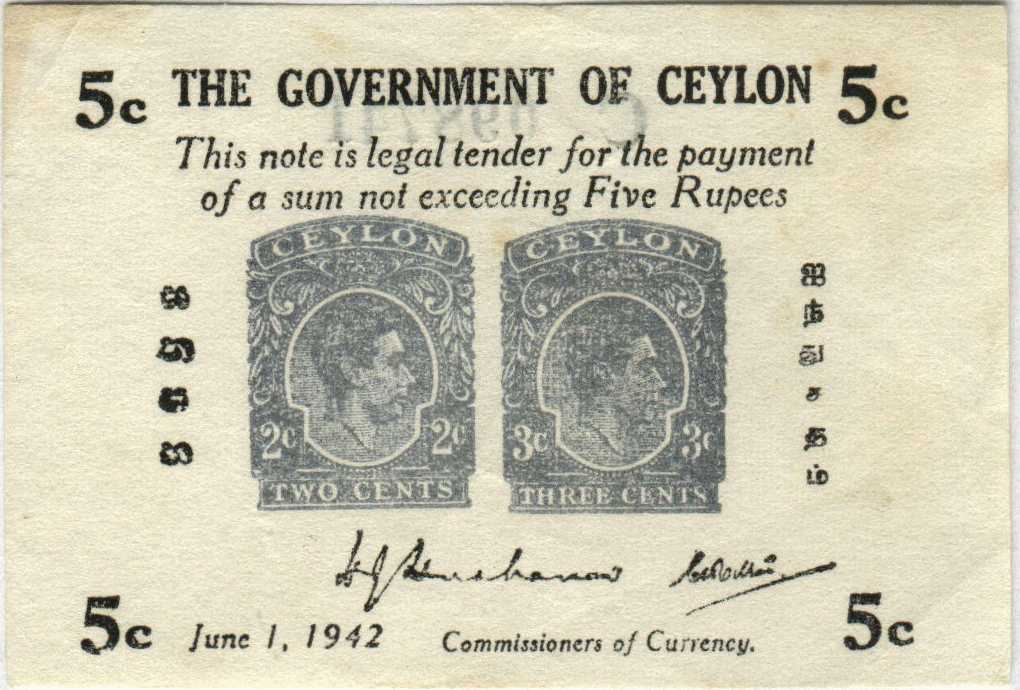 5c THE GOVERNMENT OF CEYLON 5c
This note is legal tender for the payment
of a sum not exceeding Five Rupees
CEYLON CEYLON
ஐந்து சதம்
2c 2c 3c 3c
TWO CENTS THREE CENTS
5c June 1, 1942 Commissioners of Currency. 5c